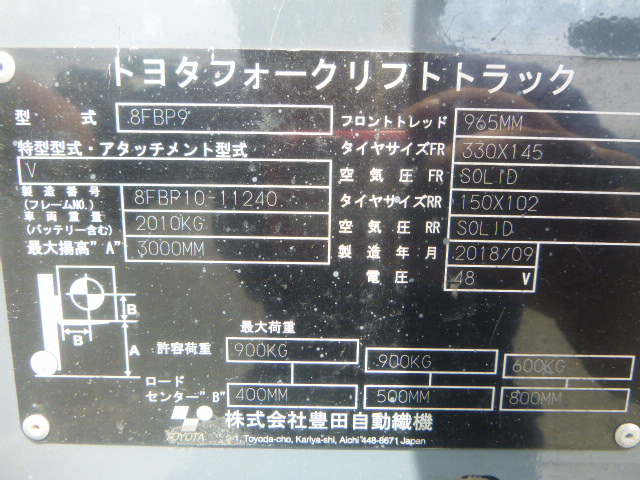 トヨタフォークリフトトラック
型式 8FBP9
フロントトレッド 965MM
特型型式・アタッチメント型式
V
タイヤサイズFR 330X145
空気圧 FR SOLID
製造番号 (フレームNO.) 8FBP10-11240
タイヤサイズRR 150X102
車両重量 (バッテリー含む) 2010KG
空気圧 RR SOLID
最大揚高"A" 3000MM
製造年月 2018/09
電圧 48 V
B
B
A
最大荷重
許容荷重 900KG 900KG 600KG
ロード
センター"B" 400MM 500MM 800MM
TOYOTA 株式会社豊田自動織機
Toyoda-cho, Kariya-shi, Aichi 448-8671 Japan